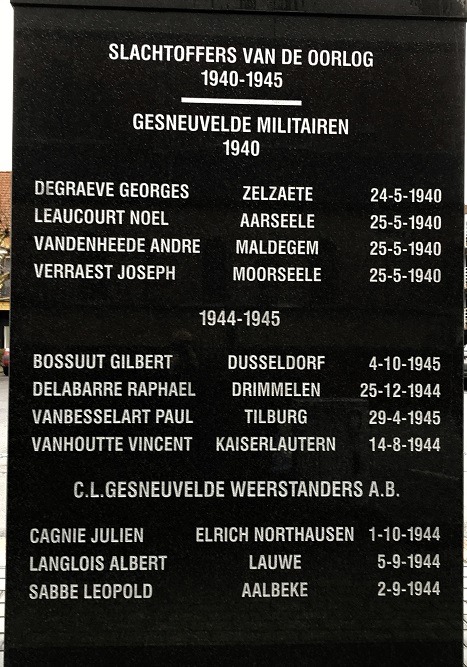 SLACHTOFFERS VAN DE OORLOG
1940-1945
GESNEUVELDE MILITAIREN
1940
DEGRAEVE GEORGES ZELZAETE 24-5-1940
LEAUCOURT NOEL AARSEELE 25-5-1940
VANDENHEEDE ANDRE MALDEGEM 25-5-1940
VERRAEST JOSEPH MOORSEELE 25-5-1940
1944-1945
BOSSUUT GILBERT DUSSELDORF 4-10-1945
DELABARRE RAPHAEL DRIMMELEN 25-12-1944
VANBESSELART PAUL TILBURG 29-4-1945
VANHOUTTE VINCENT KAISERLAUTERN 14-8-1944
C.L.GESNEUVELDE WEERSTANDERS A.B.
CAGNIE JULIEN ELRICH NORTHAUSEN 1-10-1944
LANGLOIS ALBERT LAUWE 5-9-1944
SABBE LEOPOLD AALBEKE 2-9-1944